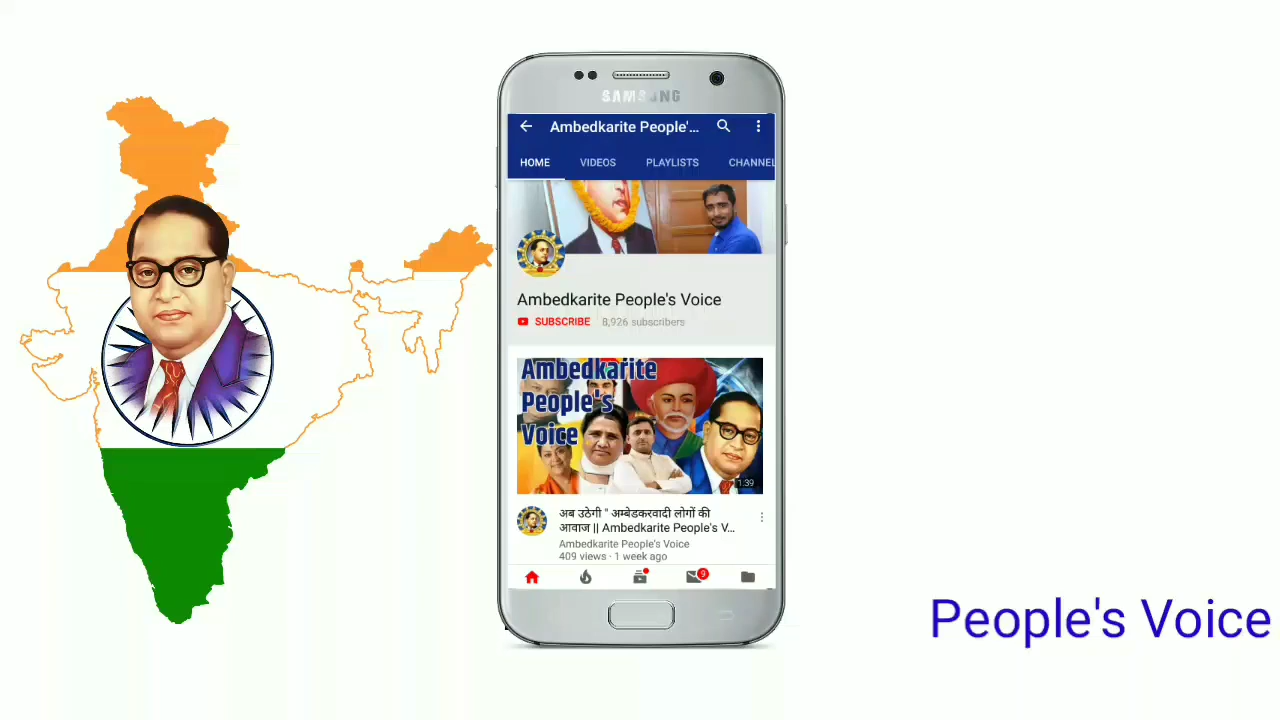 SAMSUNG
Ambedkarite People'...
HOME VIDEOS PLAYLISTS CHANNEL
Ambedkarite People's Voice
SUBSCRIBE 8,926 subscribers
Ambedkarite
People's
Voice
1:39
अब उठेगी " अम्बेडकरवादी लोगों की
आवाज || Ambedkarite People's V...
Ambedkarite People's Voice
409 views · 1 week ago
9
People's Voice